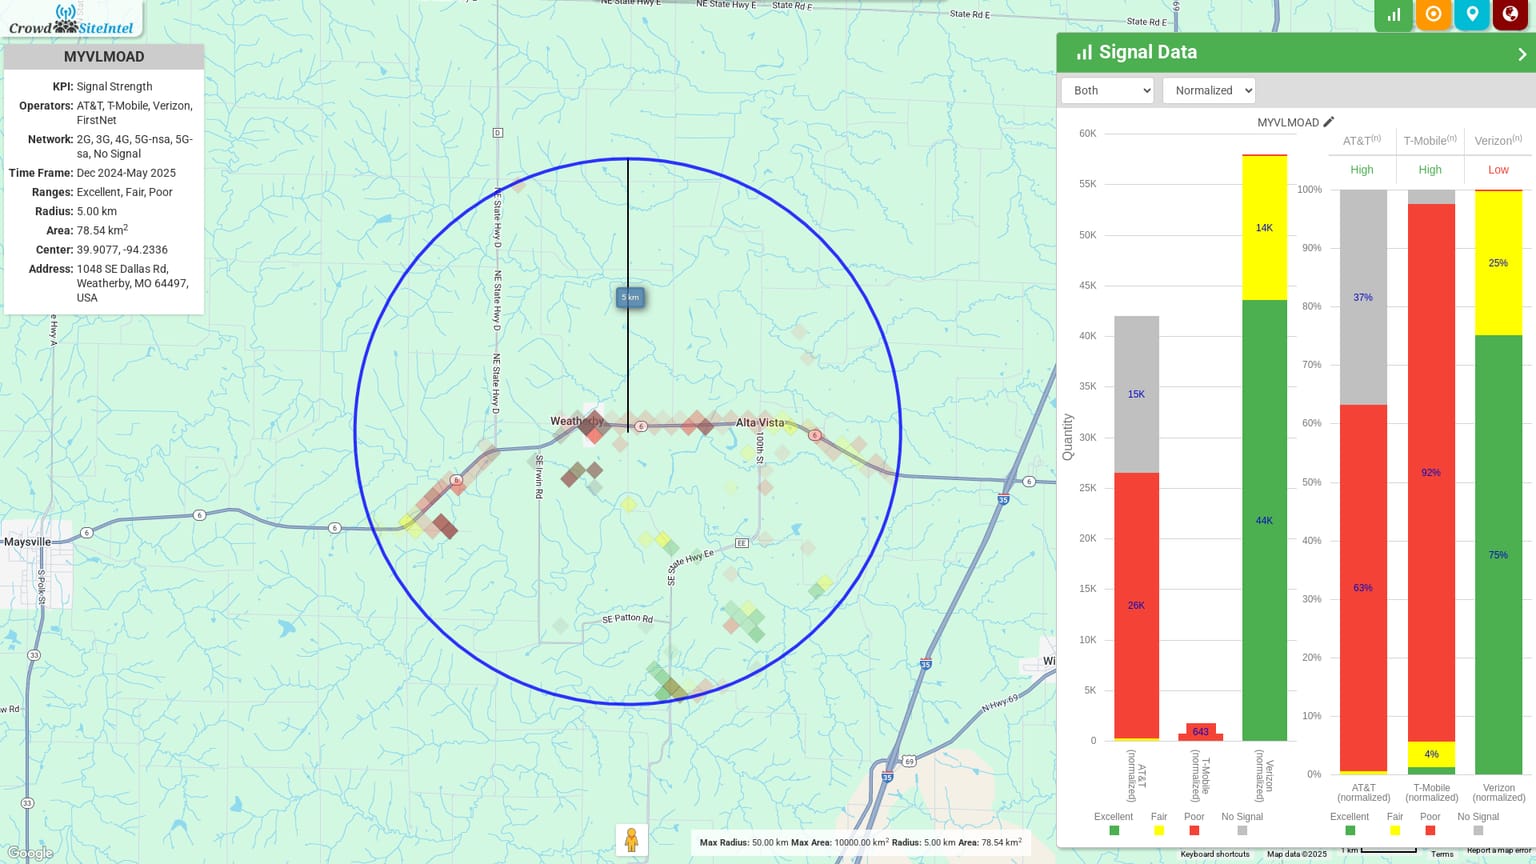 NE State Hwy E
NE State Hwy E
State Rd E
State Rd E
State Rd E
69
Crowd SiteIntel
MYVLMOAD
KPI: Signal Strength
Operators: AT&T, T-Mobile, Verizon,
FirstNet
Network: 2G, 3G, 4G, 5G-nsa, 5G-
sa, No Signal
Time Frame: Dec 2024-May 2025
Ranges: Excellent, Fair, Poor
Radius: 5.00 km
Area: 78.54 km2
Center: 39.9077, -94.2336
Address: 1048 SE Dallas Rd,
Weatherby, MO 64497,
USA
e Hwy A
D
NE State Hwy D
NE State Hwy D
NE State Hwy D
5 km
Weatherby
6
Alta Vista
6
100th St
SE Irwin Rd
6
6
35
6
6
6
Maysville
S Polk St
EE
State Hwy Ee
SE S
SE Patton Rd
33
35
Wi
w Rd
N Hwy 69
69
35
33
Google
Max Radius: 50.00 km Max Area: 10000.00 km2 Radius: 5.00 km Area: 78.54 km2
Keyboard shortcuts
Map data ©2025
1 km
Terms
Report a map error
Signal Data
Both
Normalized
MYVLMOAD
60K
55K
50K
45K
40K
35K
30K
25K
20K
15K
10K
5K
0
Quantity
15K
26K
643
14K
44K
AT&T
(normalized)
T-Mobile
(normalized)
Verizon
(normalized)
Excellent
Fair
Poor
No Signal
AT&T(n)
T-Mobile(n)
Verizon(n)
High
High
Low
100%
90%
80%
70%
60%
50%
40%
30%
20%
10%
0%
37%
63%
92%
4%
25%
75%
AT&T
(normalized)
T-Mobile
(normalized)
Verizon
(normalized)
Excellent
Fair
Poor
No Signal